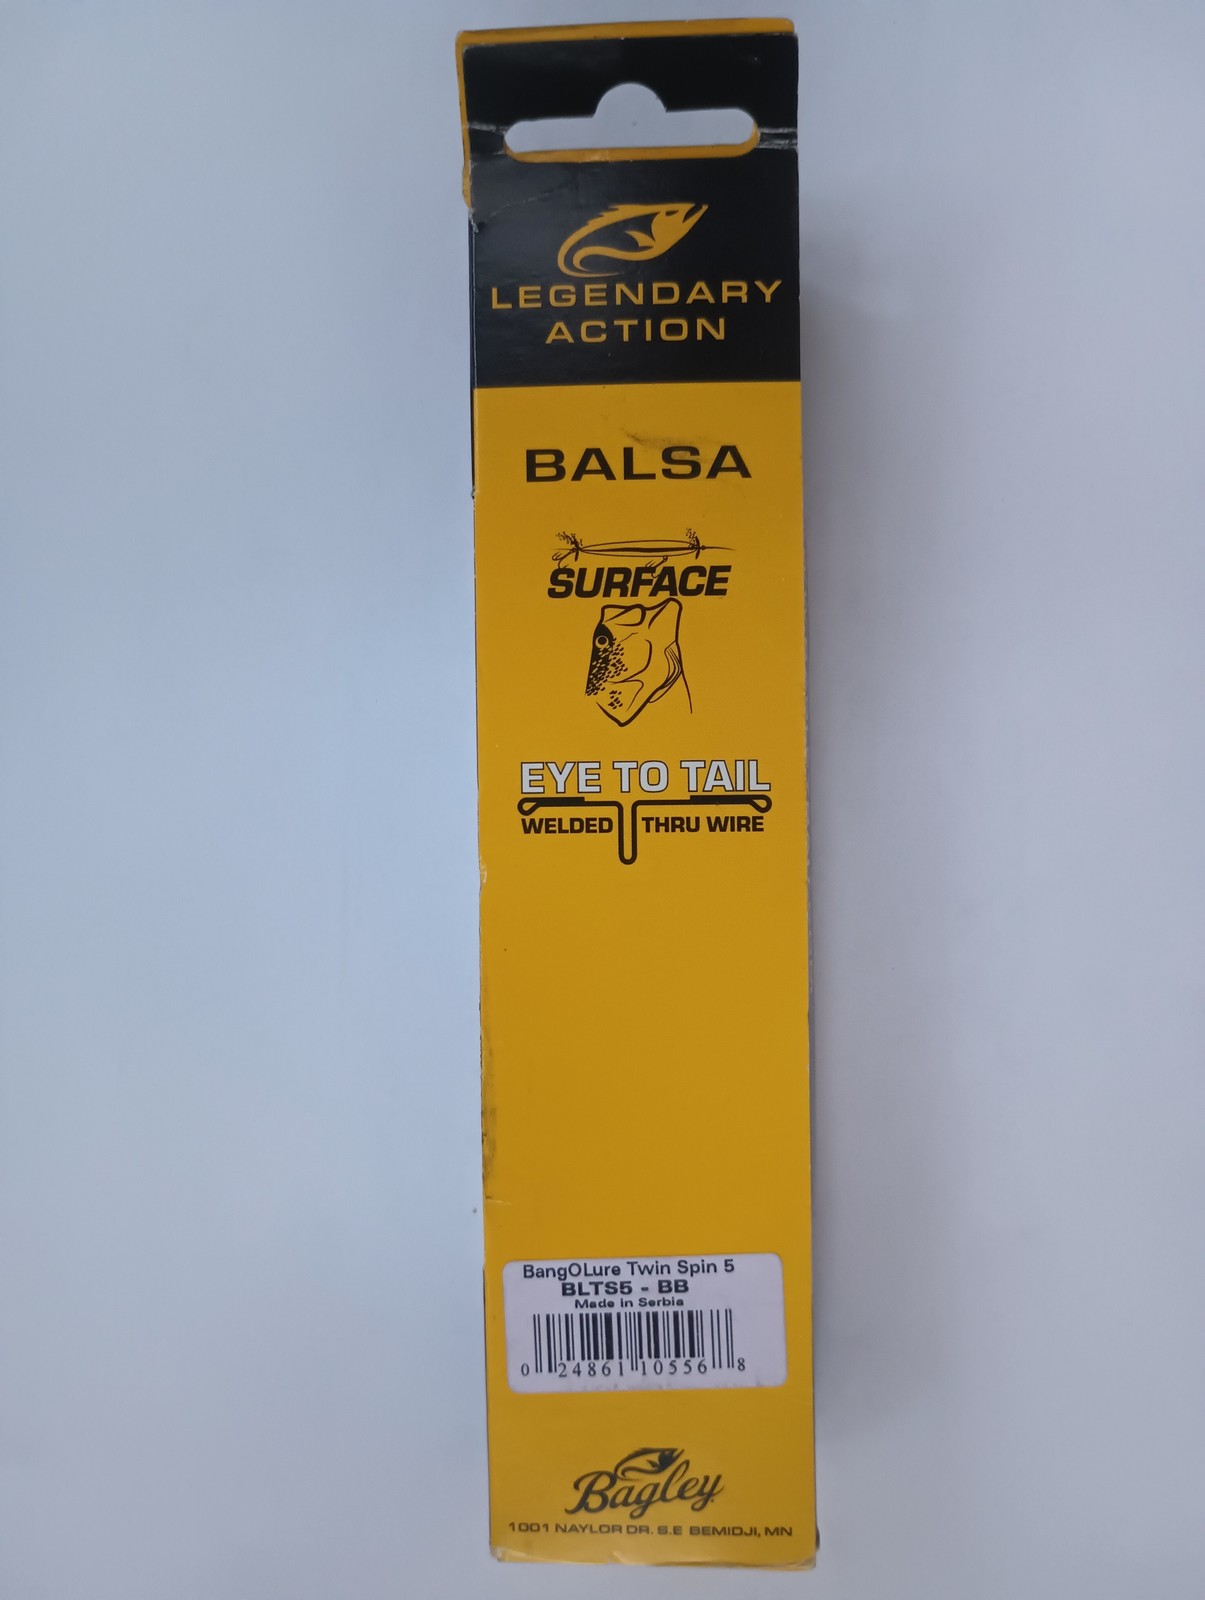 LEGENDARY
ACTION
BALSA
SURFACE
EYE TO TAIL
WELDED THRU WIRE
BangOLure Twin Spin 5
BLTS5 - BB
Made in Serbia
0 24861 10556 8
Bagley
1001 NAYLOR DR. S.E BEMIDJI, MN